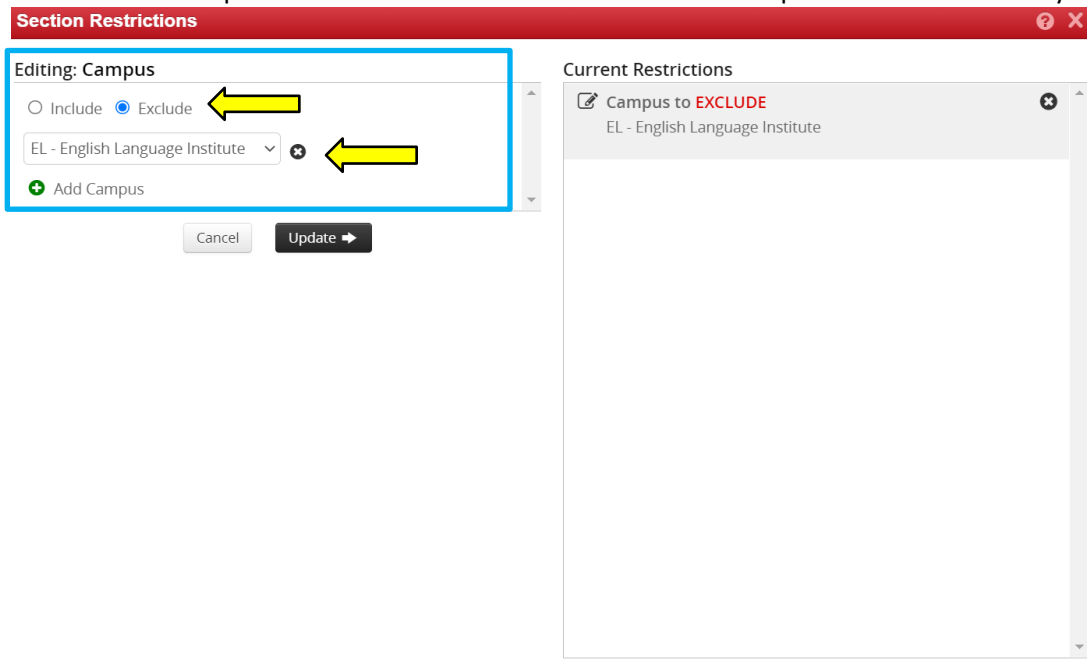 Section Restrictions
Editing: Campus
Include Exclude
EL - English Language Institute
Add Campus
Cancel Update
Current Restrictions
Campus to EXCLUDE
EL - English Language Institute